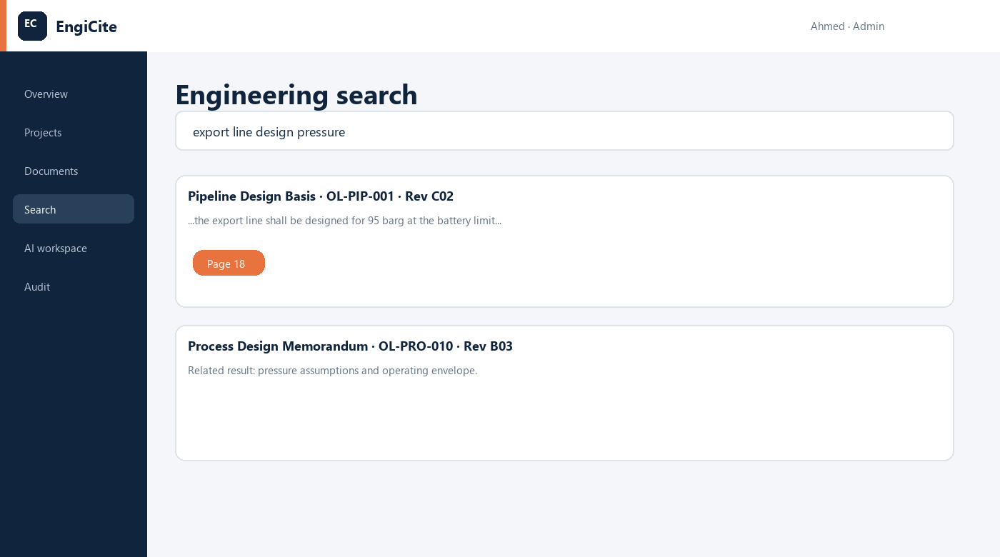 EC
EngiCite
Ahmed · Admin
Overview
Projects
Documents
Search
AI workspace
Audit
Engineering search
export line design pressure
Pipeline Design Basis · OL-PIP-001 · Rev C02
...the export line shall be designed for 95 barg at the battery limit...
Page 18
Process Design Memorandum · OL-PRO-010 · Rev B03
Related result: pressure assumptions and operating envelope.